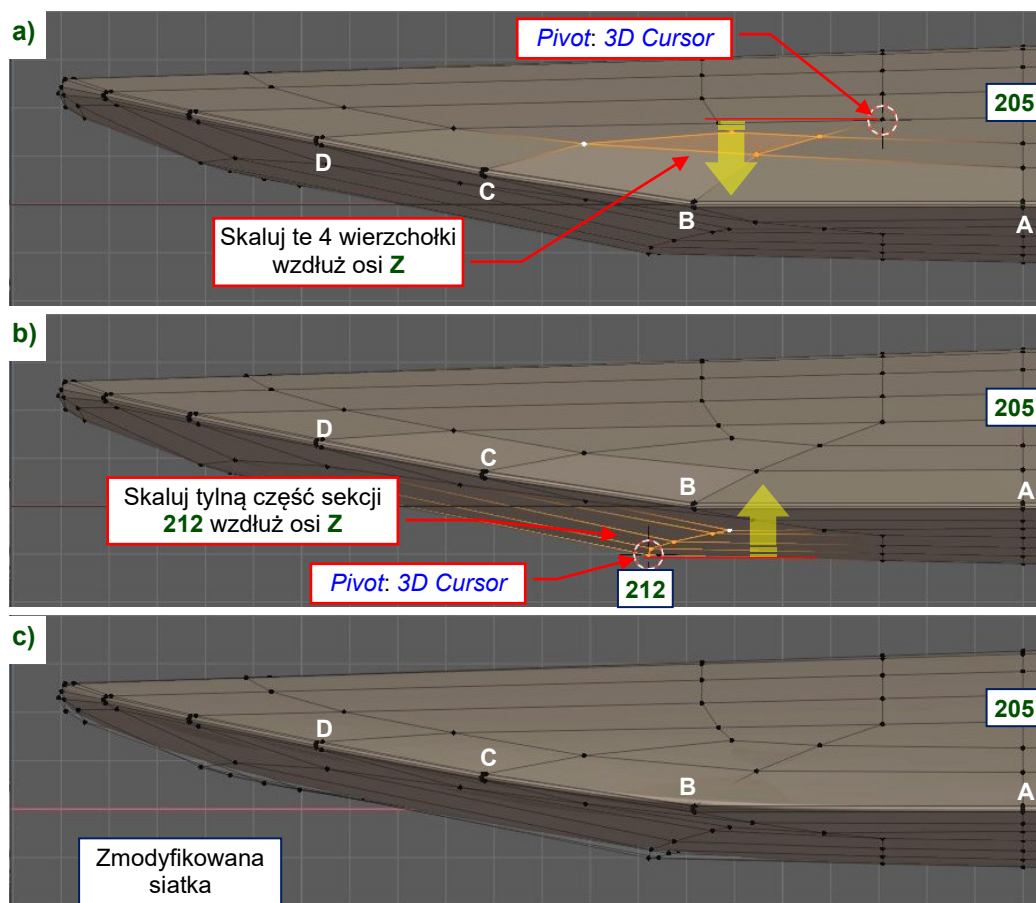 a)
Pivot: 3D Cursor
205
D
C
B
A
Skaluj te 4 wierzchołki
wzdłuż osi Z
b)
205
D
C
B
A
Skaluj tylną część sekcji
212 wzdłuż osi Z
Pivot: 3D Cursor
212
c)
205
D
C
B
A
Zmodyfikowana
siatka